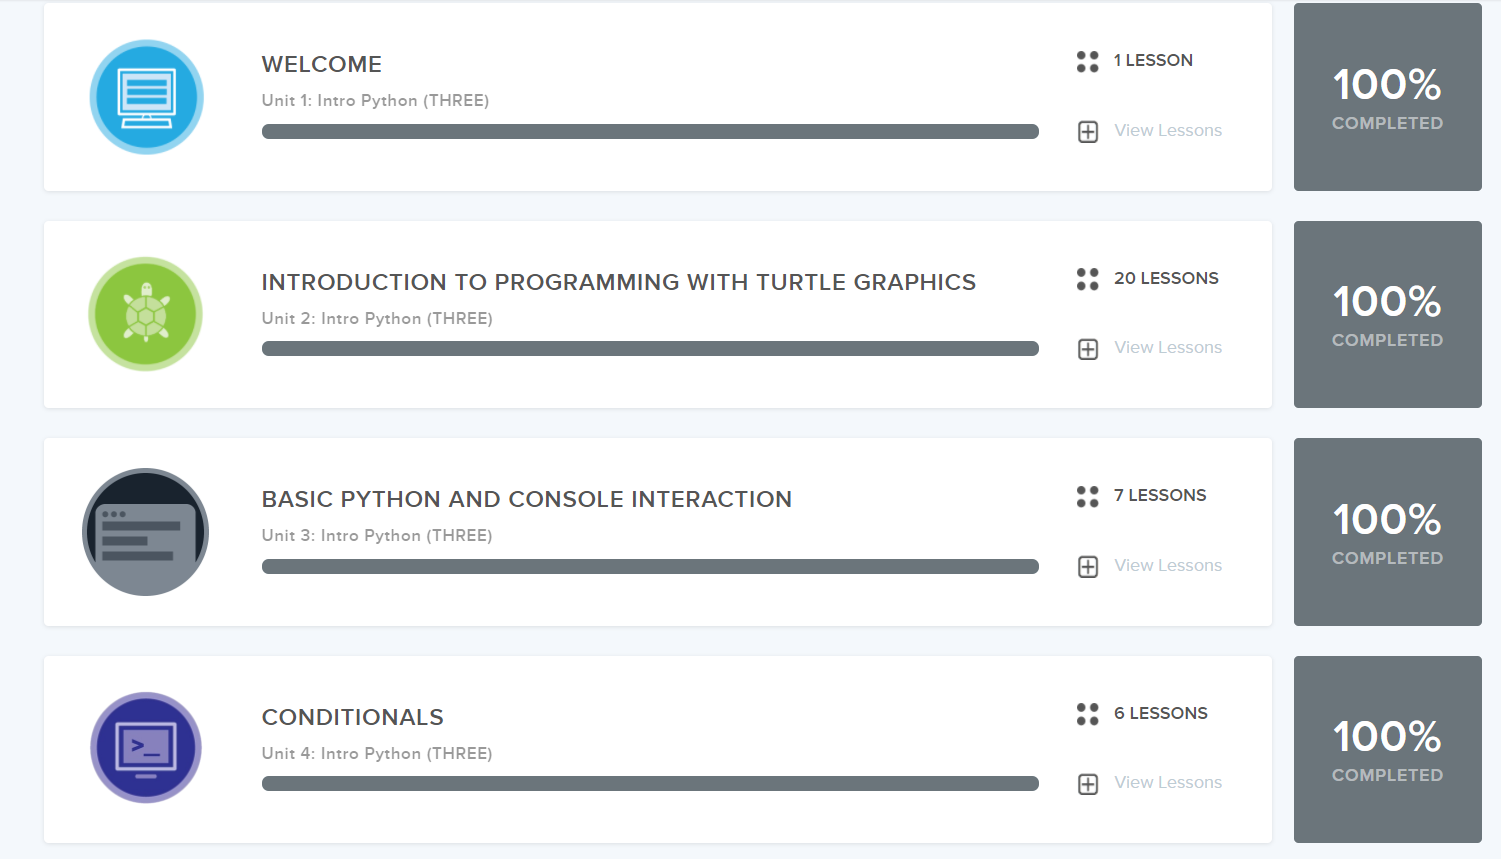 WELCOME
Unit 1: Intro Python (THREE)
1 LESSON
View Lessons
100%
COMPLETED
INTRODUCTION TO PROGRAMMING WITH TURTLE GRAPHICS
Unit 2: Intro Python (THREE)
20 LESSONS
View Lessons
100%
COMPLETED
BASIC PYTHON AND CONSOLE INTERACTION
Unit 3: Intro Python (THREE)
7 LESSONS
View Lessons
100%
COMPLETED
>_
CONDITIONALS
Unit 4: Intro Python (THREE)
6 LESSONS
View Lessons
100%
COMPLETED